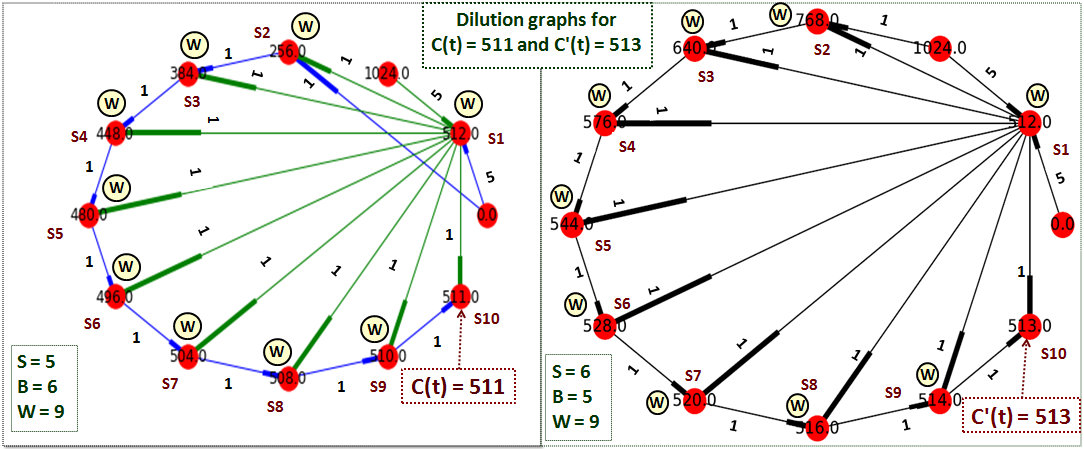 Dilution graphs for
C(t) = 511 and C'(t) = 513
S2
W
256.0
1
1
1
W
384.0
S3
1
1
1024.0
5
W
512.0
S1
W
S4
448.0
1
1
5
0.0
W
480.0
S5
1
1
W
496.0
S6
1
1
W
504.0
S7
1
1
W
508.0
S8
1
1
W
510.0
S9
1
1
511.0
S10
1
C(t) = 511
S = 5
B = 6
W = 9
W
768.0
S2
1
1
1
W
640.0
S3
1
1
1024.0
5
W
512.0
S1
W
576.0
S4
1
1
5
0.0
W
544.0
S5
1
1
W
528.0
S6
1
1
W
520.0
S7
1
1
W
516.0
S8
1
1
W
514.0
S9
1
1
513.0
S10
1
C'(t) = 513
S = 6
B = 5
W = 9